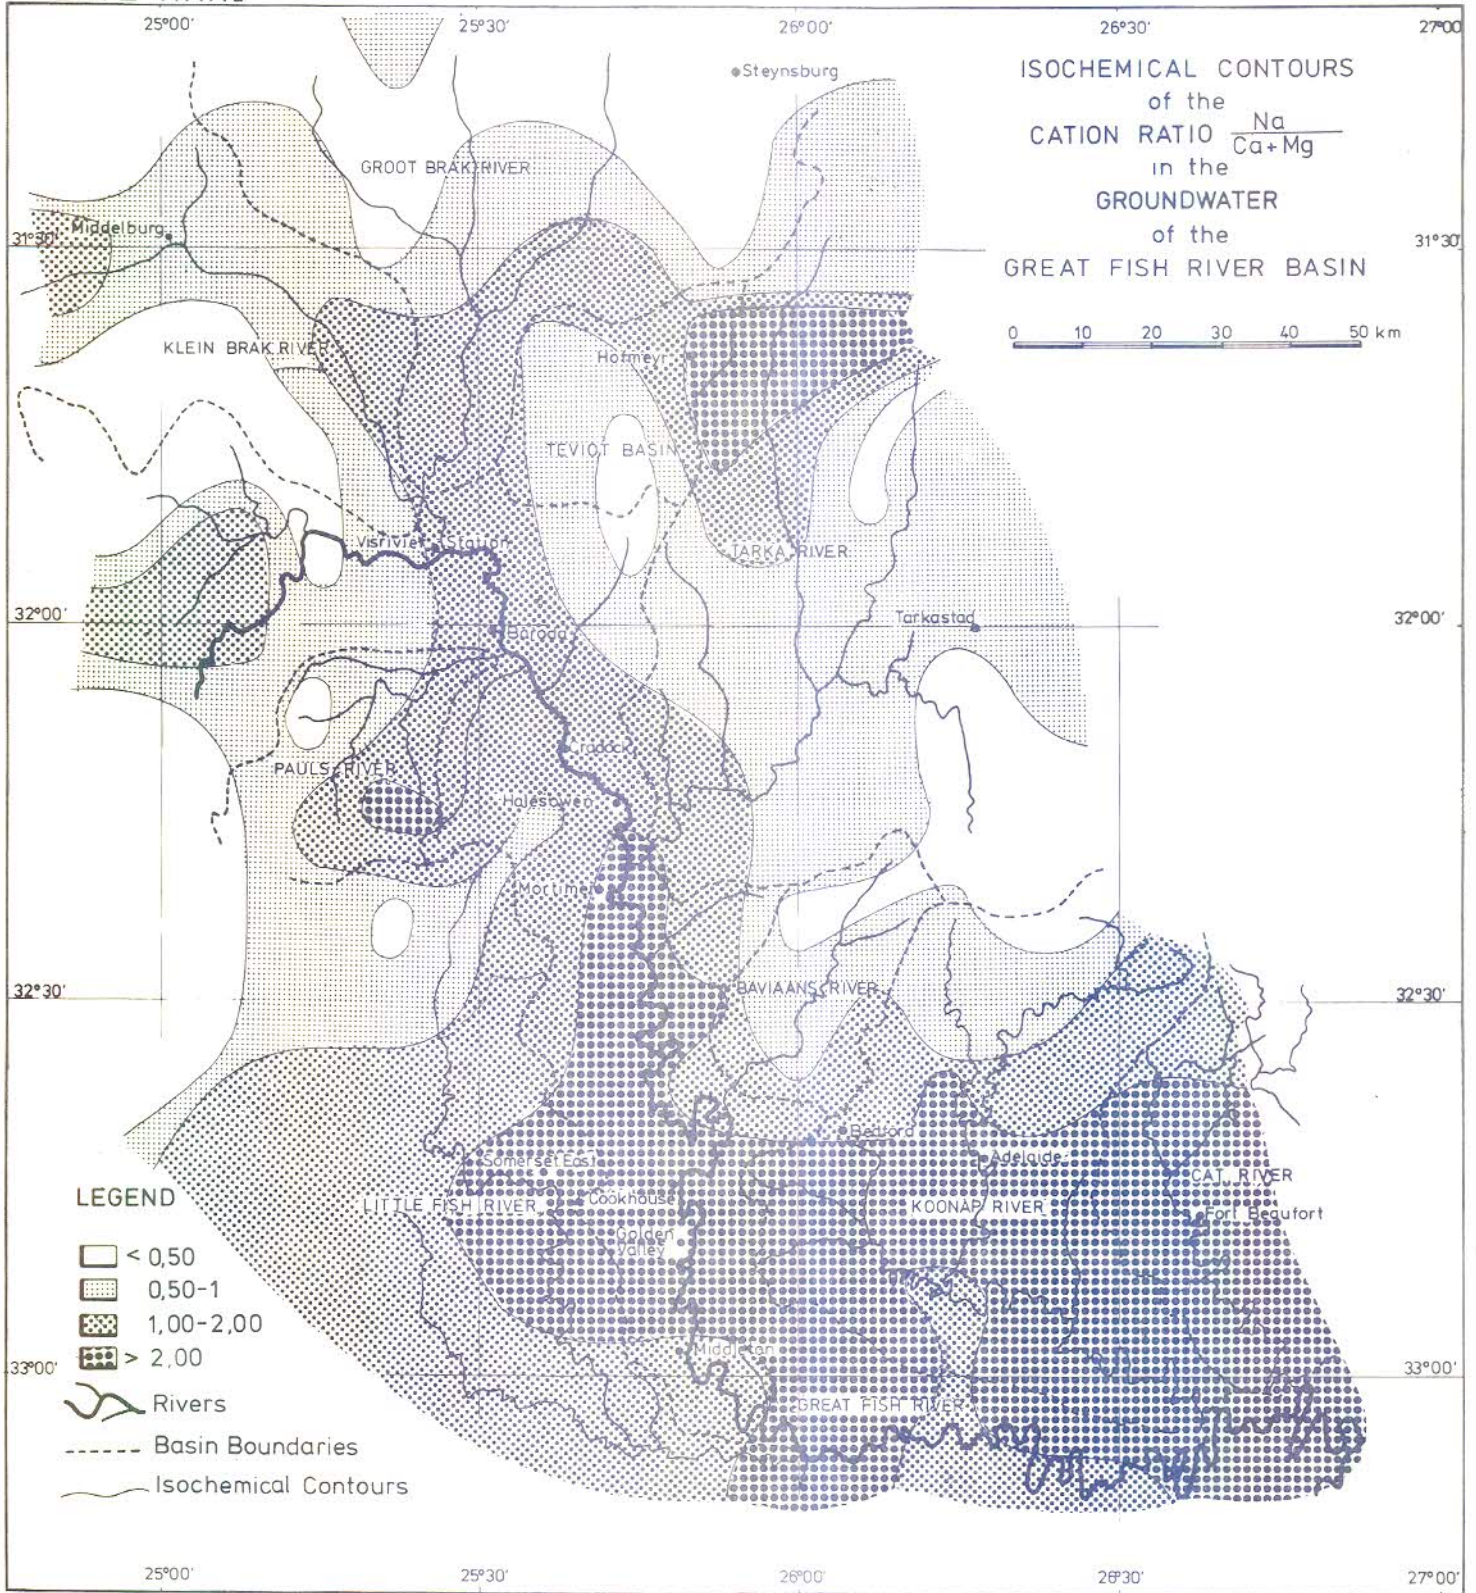 25°00'
25°30'
26°00'
26°30'
27°00'
Steynsburg
ISOCHEMICAL CONTOURS
of the
CATION RATIO Na
Ca+Mg
in the
GROUNDWATER
of the
GREAT FISH RIVER BASIN
0 10 20 30 40 50 km
GROOT BRAK RIVER
Middelburg
31°30'
31°30'
KLEIN BRAK RIVER
Hofmeyr
TEVIOT BASIN
Visrivier Station
TARKA RIVER
32°00'
Tarkastad
32°00'
Baroda
Cradock
PAULS RIVER
Halesowen
Mortimer
32°30'
BAVIAANS RIVER
32°30'
Bedford
Somerset East
Adelaide
CAT RIVER
LITTLE FISH RIVER
Cookhouse
KOONAP RIVER
Fort Beaufort
Golden
Valley
LEGEND
< 0,50
0,50-1
1,00-2,00
> 2,00
Rivers
Basin Boundaries
Isochemical Contours
Middleton
33°00'
33°00'
GREAT FISH RIVER
25°00'
25°30'
26°00'
26°30'
27°00'